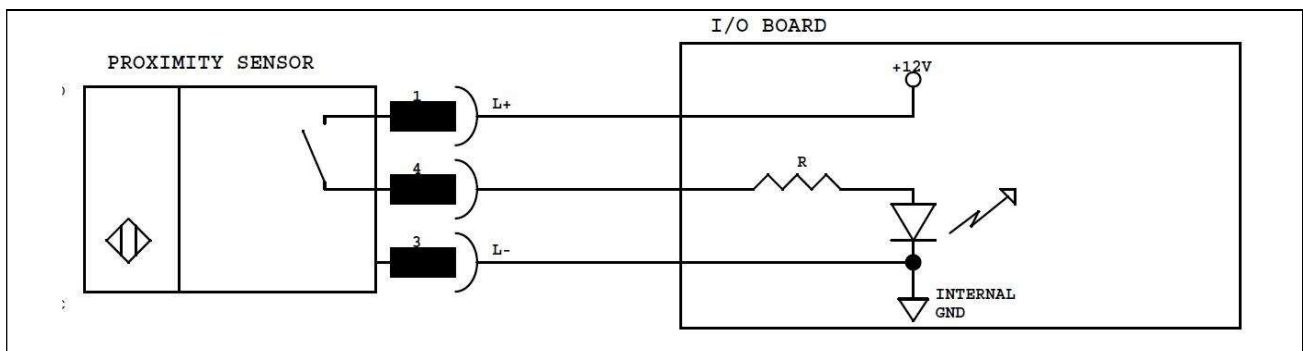 I/O BOARD
PROXIMITY SENSOR
+12V
1
L+
4
R
3
L-
INTERNAL
GND